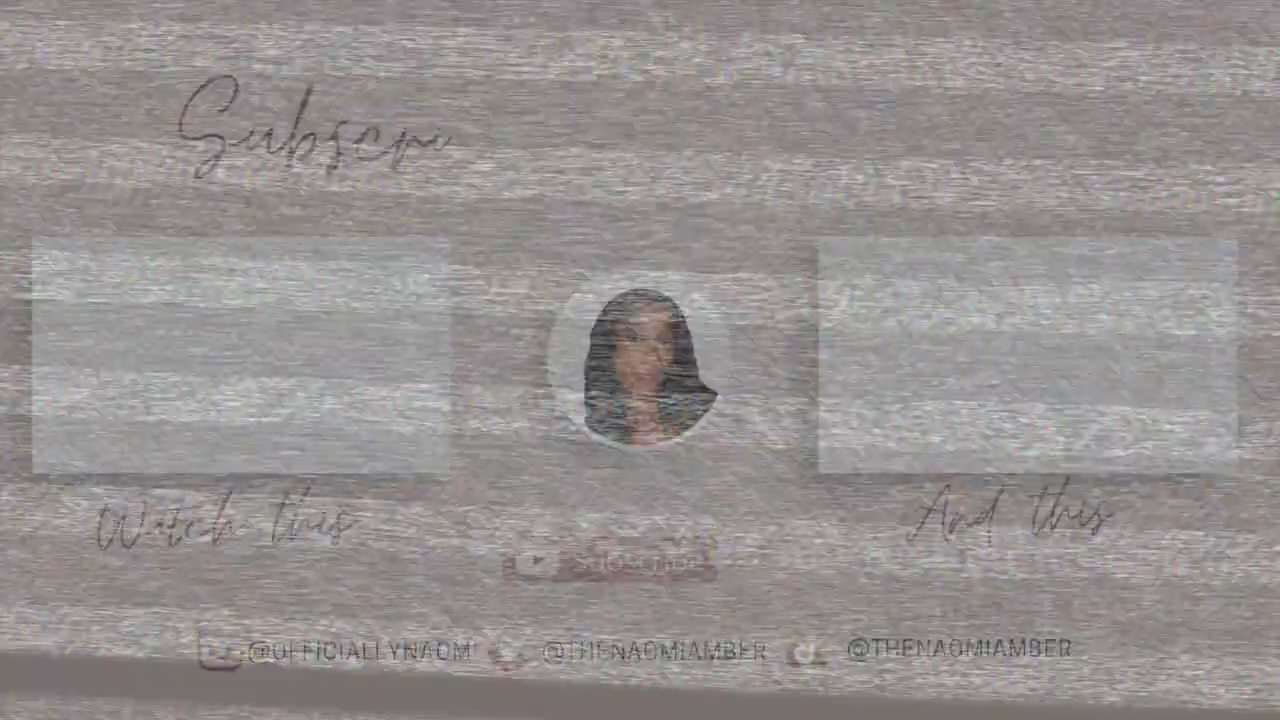 Subscri
Watch this
And this
Subscribe
@OFFICIALLYNAOMI @THENAOMIAMBER @THENAOMIAMBER